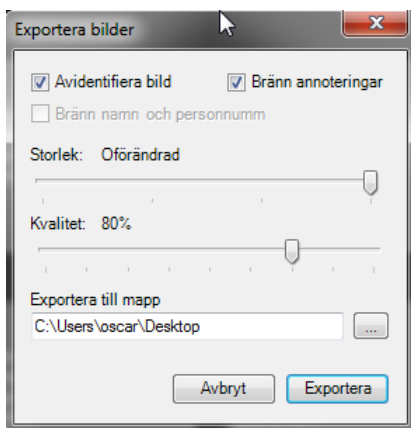 Exportera bilder
Avidentifiera bild Bränn annoteringar
Bränn namn och personnumm
Storlek: Oförändrad
Kvalitet: 80%
Exportera till mapp
C:\Users\oscar\Desktop ...
Avbryt Exportera